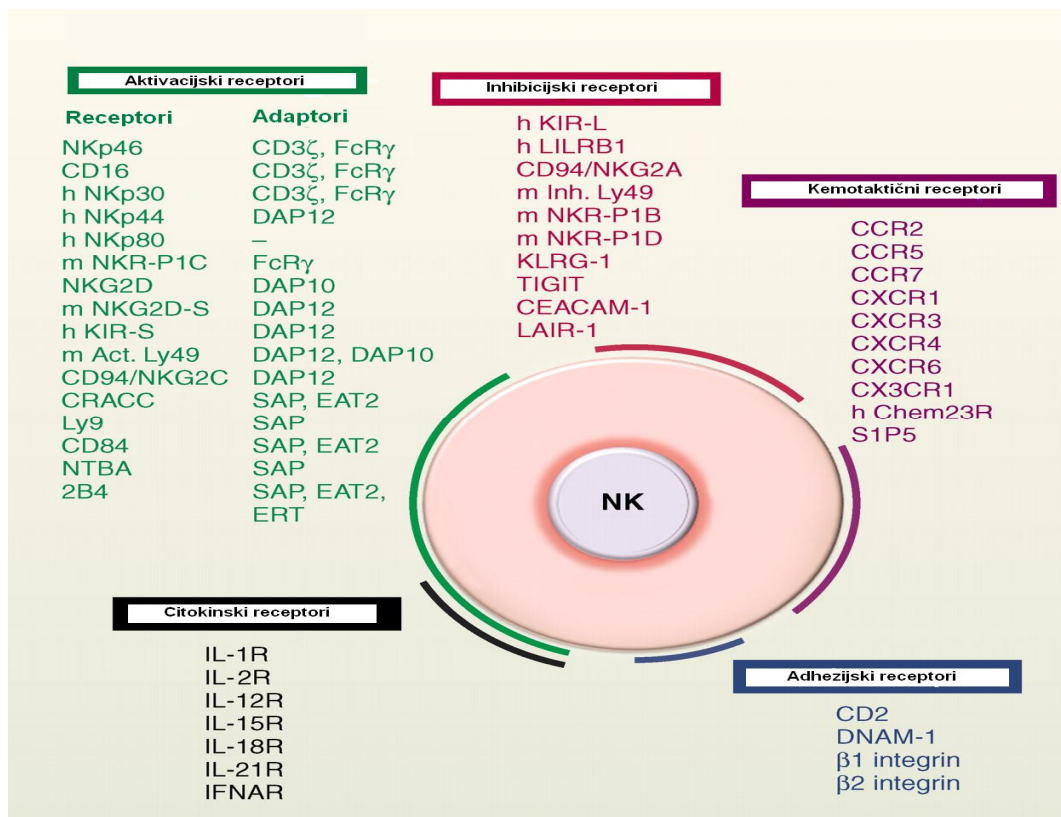 Aktivacijski receptori
Receptori Adaptori
NKp46 CD3ζ, FcRγ
CD16 CD3ζ, FcRγ
h NKp30 CD3ζ, FcRγ
h NKp44 DAP12
h NKp80 –
m NKR-P1C FcRγ
NKG2D DAP10
m NKG2D-S DAP12
h KIR-S DAP12
m Act. Ly49 DAP12, DAP10
CD94/NKG2C DAP12
CRACC SAP, EAT2
Ly9 SAP
CD84 SAP, EAT2
NTBA SAP
2B4 SAP, EAT2,
ERT
Inhibicijski receptori
h KIR-L
h LILRB1
CD94/NKG2A
m Inh. Ly49
m NKR-P1B
m NKR-P1D
KLRG-1
TIGIT
CEACAM-1
LAIR-1
Kemotaktični receptori
CCR2
CCR5
CCR7
CXCR1
CXCR3
CXCR4
CXCR6
CX3CR1
h Chem23R
S1P5
NK
Citokinski receptori
IL-1R
IL-2R
IL-12R
IL-15R
IL-18R
IL-21R
IFNAR
Adhezijski receptori
CD2
DNAM-1
β1 integrin
β2 integrin